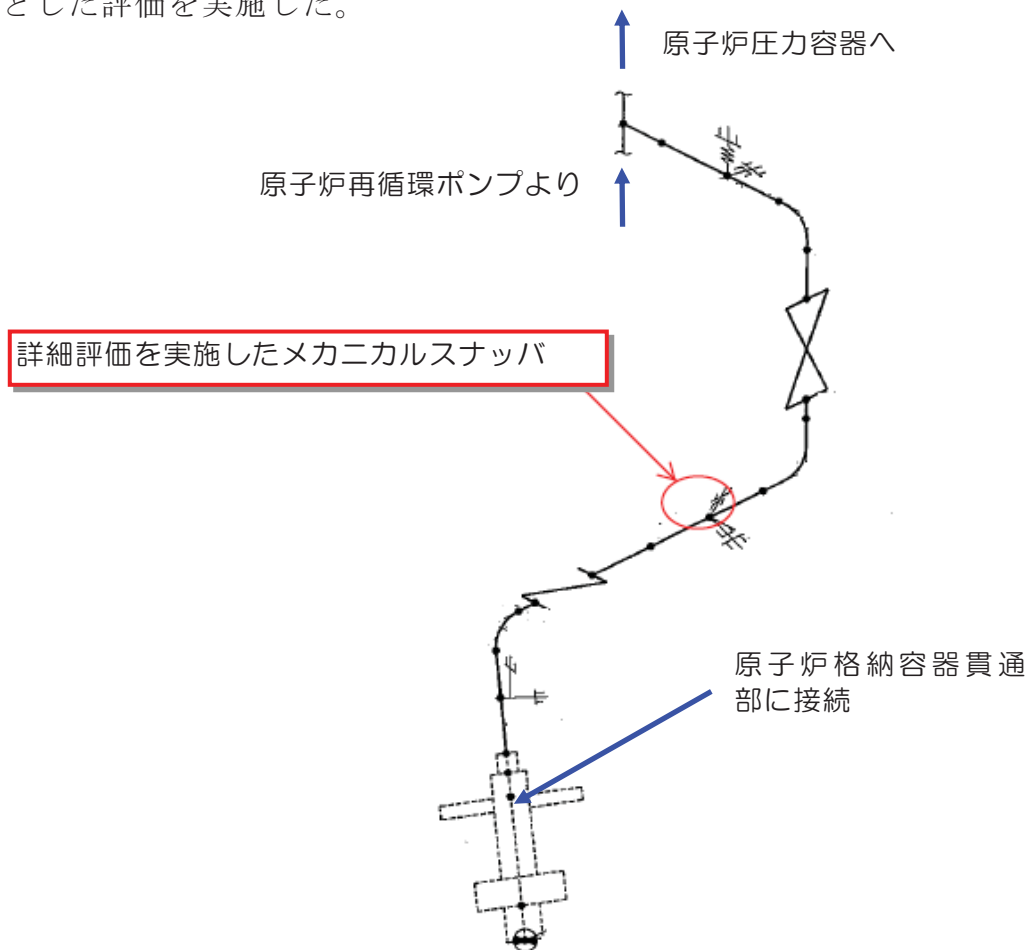 とした評価を実施した。
原子炉圧力容器へ
原子炉再循環ポンプより
詳細評価を実施したメカニカルスナッバ
原子炉格納容器貫通
部に接続